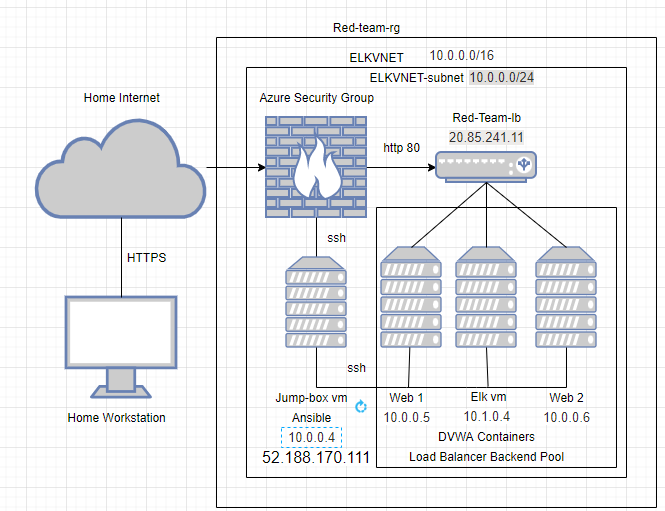 Red-team-rg
ELKVNET 10.0.0.0/16
ELKVNET-subnet 10.0.0.0/24
Home Internet
Azure Security Group
Red-Team-lb
20.85.241.11
http 80
ssh
HTTPS
ssh
Home Workstation
Jump-box vm
Ansible
10.0.0.4
52.188.170.111
Web 1
10.0.0.5
Elk vm
10.1.0.4
Web 2
10.0.0.6
DVWA Containers
Load Balancer Backend Pool